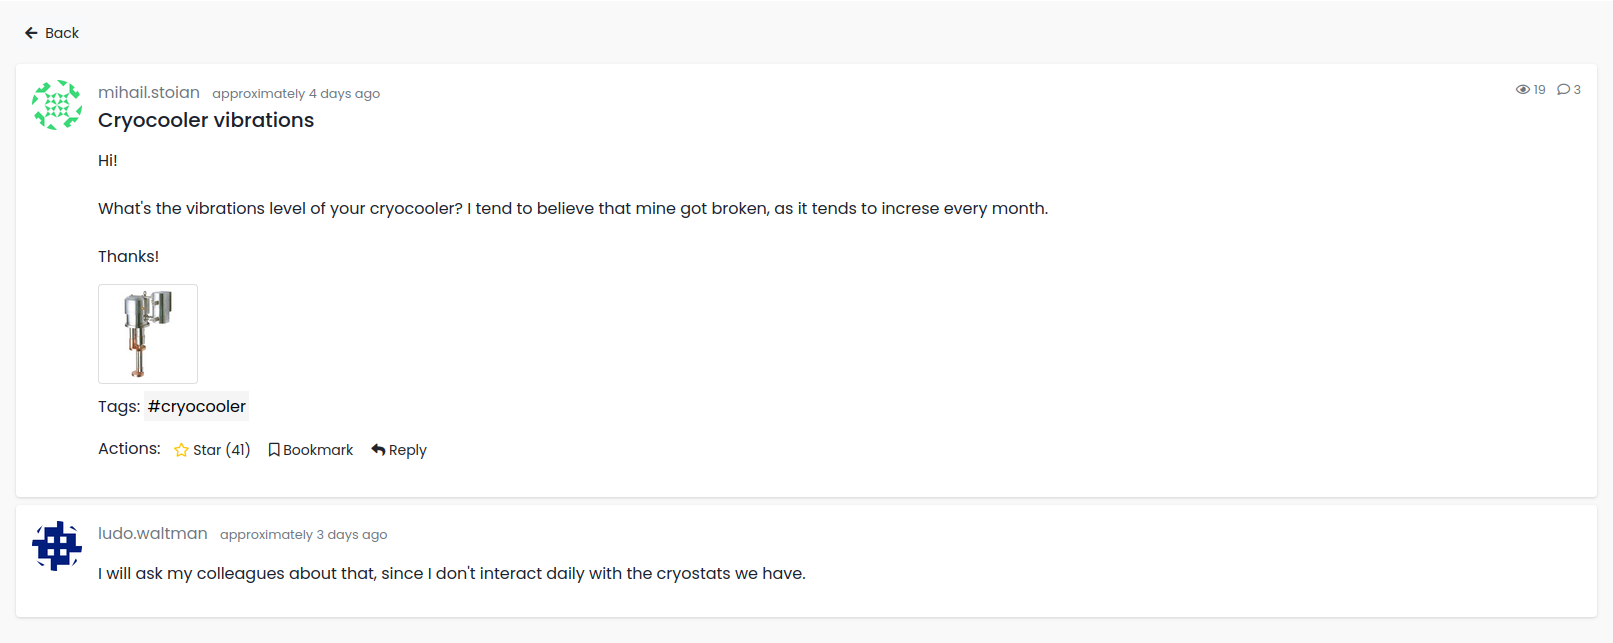 Back
mihail.stoian approximately 4 days ago 19 3
Cryocooler vibrations
Hi!
What's the vibrations level of your cryocooler? I tend to believe that mine got broken, as it tends to increse every month.
Thanks!
Tags: #cryocooler
Actions: Star (41) Bookmark Reply
ludo.waltman approximately 3 days ago
I will ask my colleagues about that, since I don't interact daily with the cryostats we have.